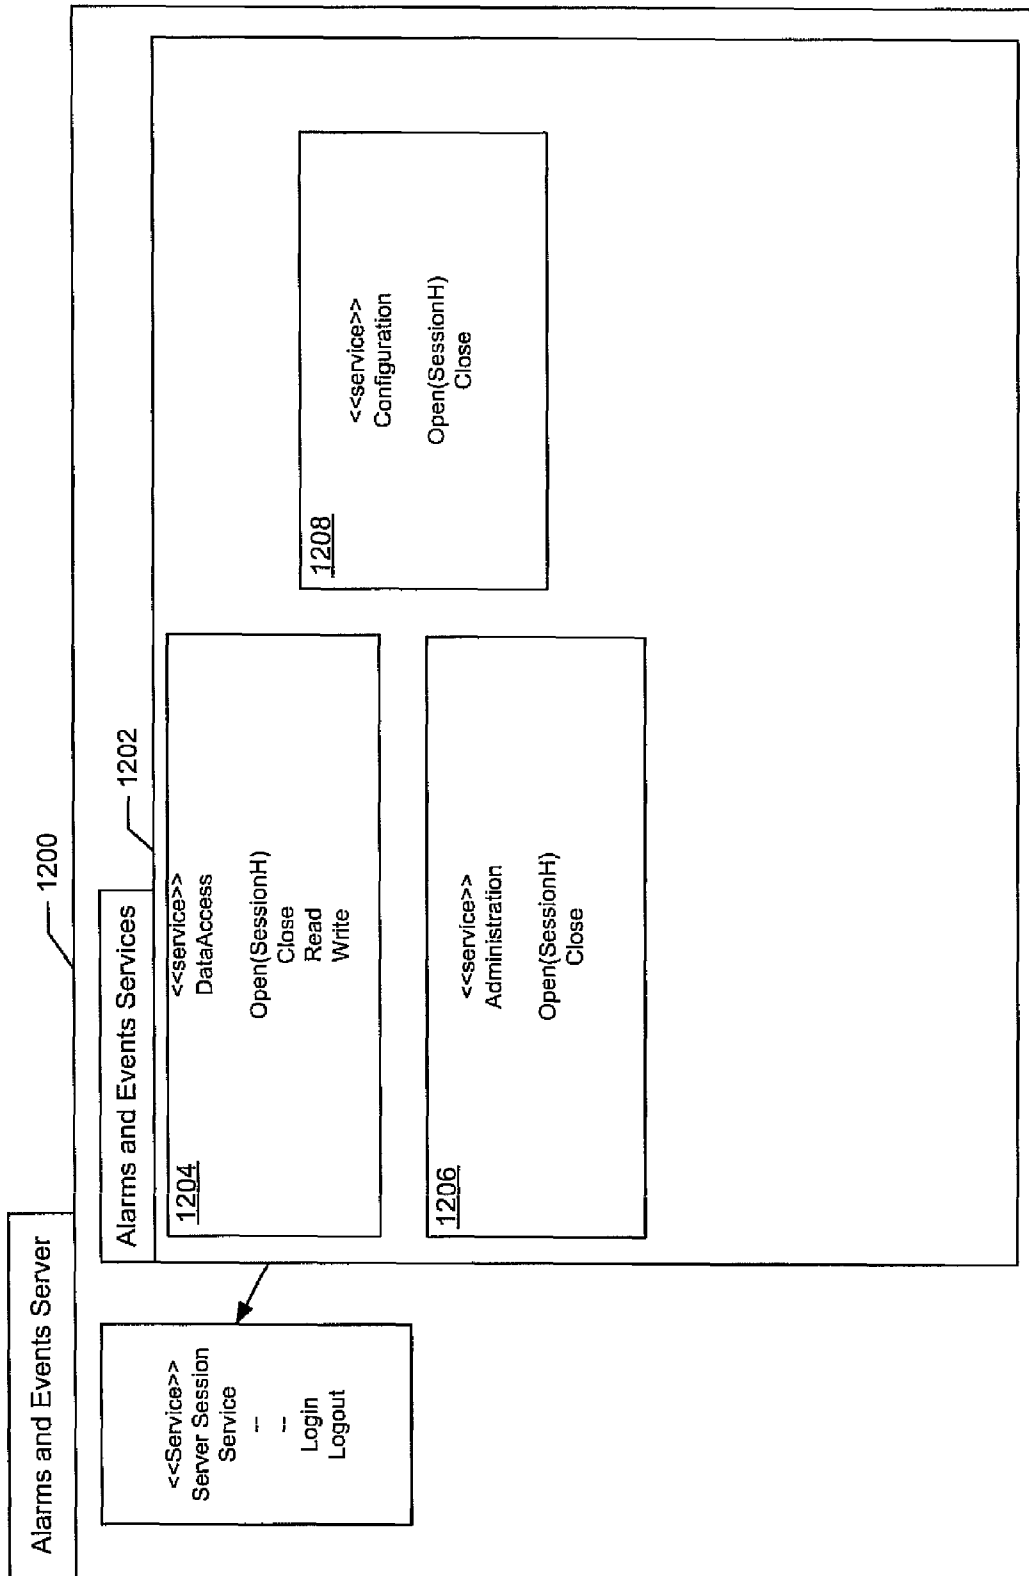 Alarms and Events Server
1200
Alarms and Events Services
1202
<<Service>>
Server Session
Service
--
--
Login
Logout
1204
<<service>>
DataAccess
Open(SessionH)
Close
Read
Write
1206
<<service>>
Administration
Open(SessionH)
Close
1208
<<service>>
Configuration
Open(SessionH)
Close